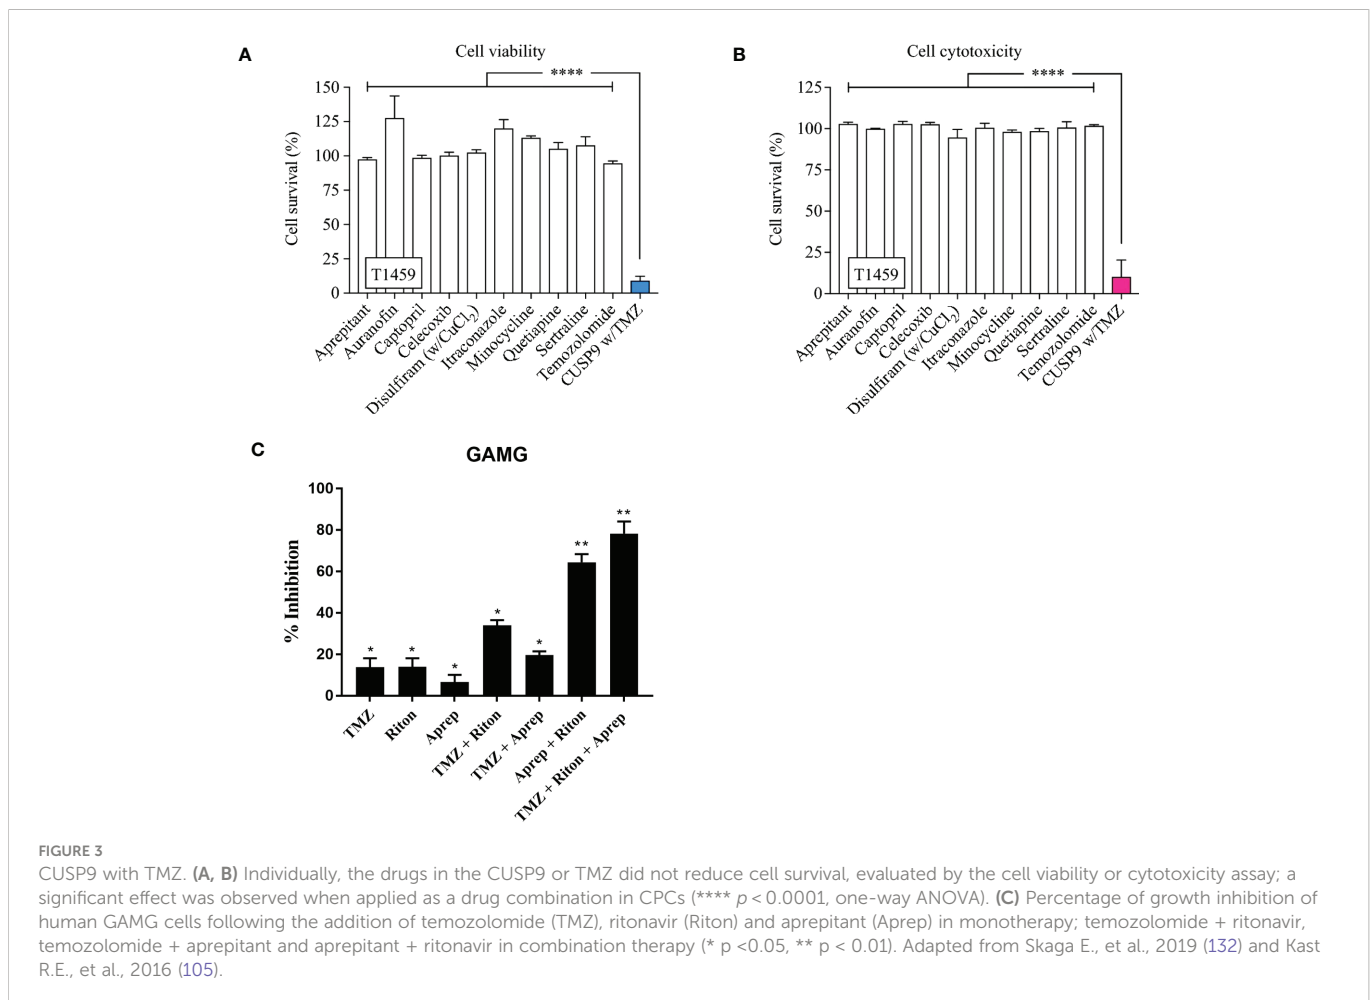 A
Cell viability
****
Cell survival (%)
150
125
100
75
50
25
0
T1459
Aprepitant
Auranofin
Captopril
Celecoxib
Disulfiram (w/CuCl2)
Itraconazole
Minocycline
Quetiapine
Sertraline
Temozolomide
CUSP9 w/TMZ
B
Cell cytotoxicity
****
Cell survival (%)
125
100
75
50
25
0
T1459
Aprepitant
Auranofin
Captopril
Celecoxib
Disulfiram (w/CuCl2)
Itraconazole
Minocycline
Quetiapine
Sertraline
Temozolomide
CUSP9 w/TMZ
C
GAMG
% Inhibition
100
80
60
40
20
0
*
*
*
*
*
**
**
TMZ
Riton
Aprep
TMZ + Riton
TMZ + Aprep
Aprep + Riton
TMZ + Riton + Aprep
FIGURE 3
CUSP9 with TMZ. (A, B) Individually, the drugs in the CUSP9 or TMZ did not reduce cell survival, evaluated by the cell viability or cytotoxicity assay; a
significant effect was observed when applied as a drug combination in CPCs (**** p < 0.0001, one-way ANOVA). (C) Percentage of growth inhibition of
human GAMG cells following the addition of temozolomide (TMZ), ritonavir (Riton) and aprepitant (Aprep) in monotherapy; temozolomide + ritonavir,
temozolomide + aprepitant and aprepitant + ritonavir in combination therapy (* p <0.05, ** p < 0.01). Adapted from Skaga E., et al., 2019 (132) and Kast
R.E., et al., 2016 (105).